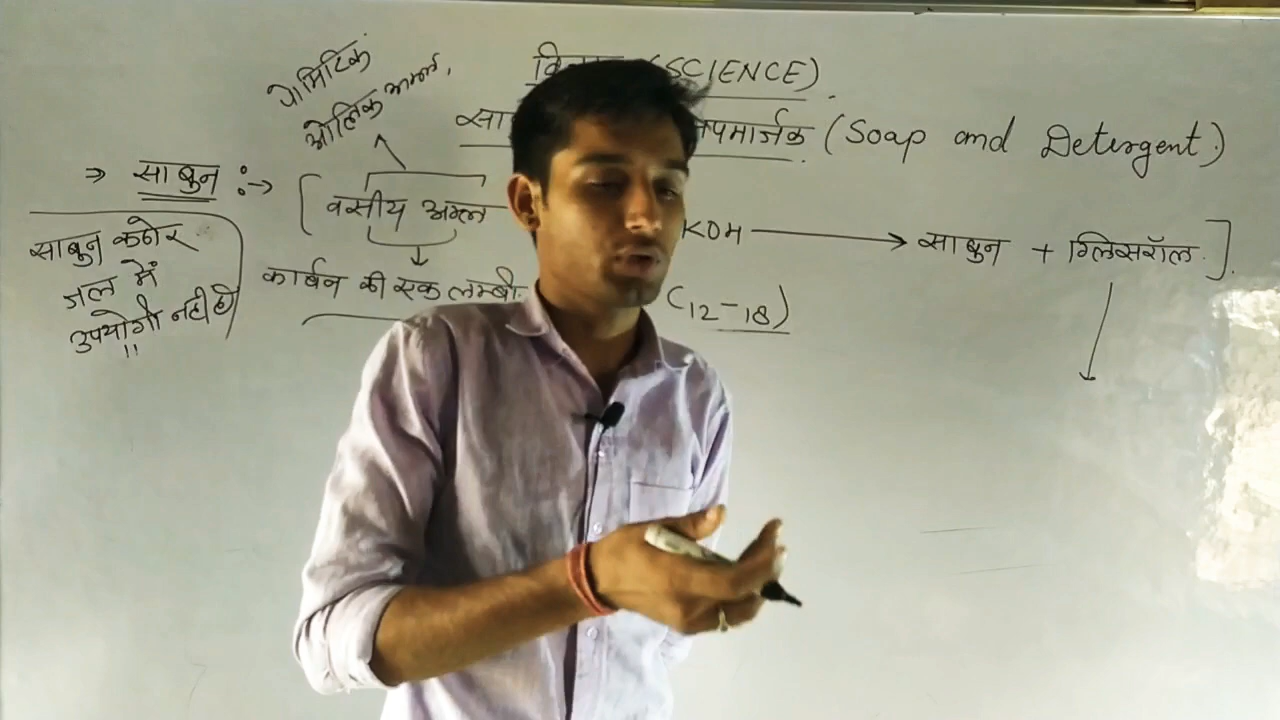 (SCIENCE).
सा पमार्जक (Soap and Detergent)
पोमिटिक
ओलिक अम्ल,
⇒ साबुन :→ [ वसीय अम्ल KOH → साबुन + ग्लिसरॉल ].
कार्बन की एक लम्बी C12-18)
साबुन कठोर
जल में
उपयोगी नहीं है